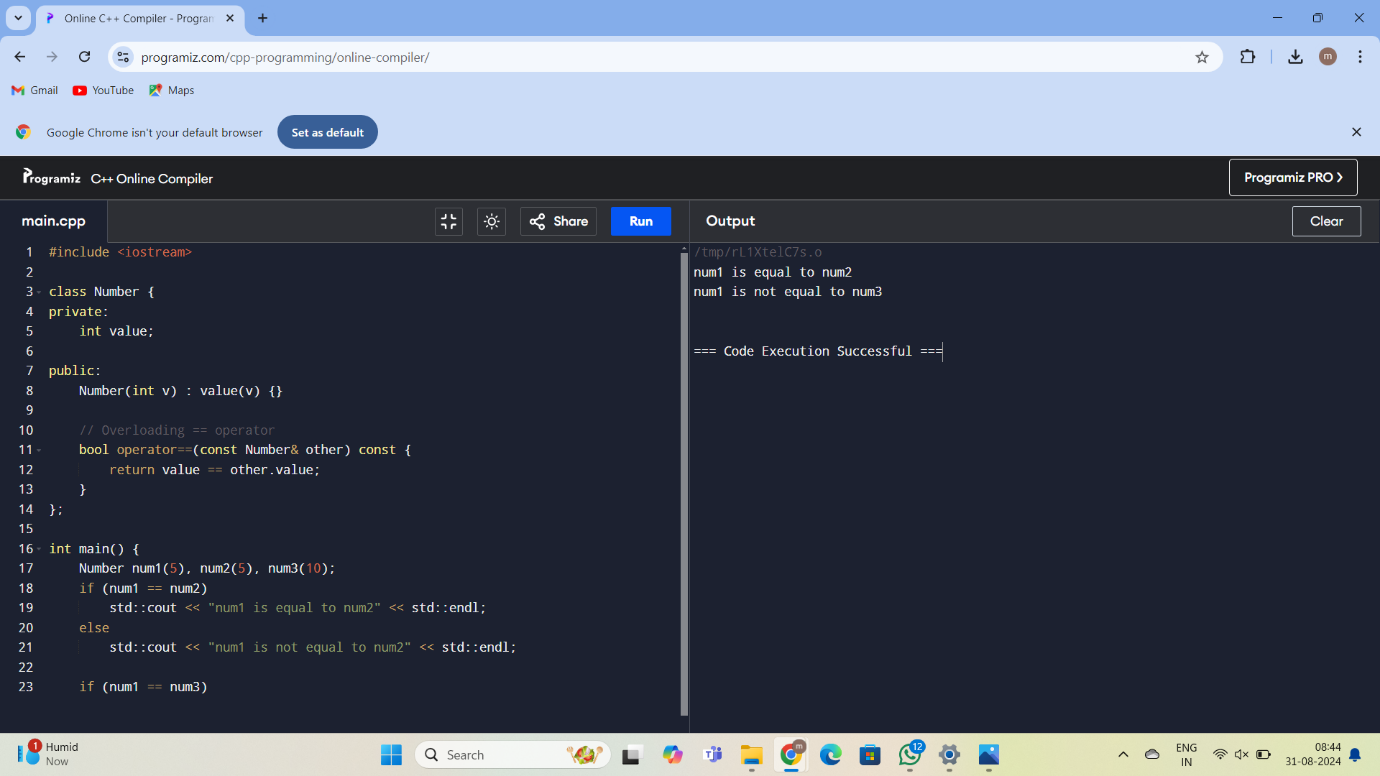 Online C++ Compiler - Program
programiz.com/cpp-programming/online-compiler/
m
Gmail YouTube Maps
Google Chrome isn't your default browser Set as default
Programiz C++ Online Compiler Programiz PRO >
main.cpp Share Run Output Clear
1 #include <iostream>
2
3 class Number {
4 private:
5 int value;
6
7 public:
8 Number(int v) : value(v) {}
9
10 // Overloading == operator
11 bool operator==(const Number& other) const {
12 return value == other.value;
13 }
14 };
15
16 int main() {
17 Number num1(5), num2(5), num3(10);
18 if (num1 == num2)
19 std::cout << "num1 is equal to num2" << std::endl;
20 else
21 std::cout << "num1 is not equal to num2" << std::endl;
22
23 if (num1 == num3)
/tmp/rL1XtelC7s.o
num1 is equal to num2
num1 is not equal to num3
=== Code Execution Successful ===
1 Humid
Now
Search
m
12
ENG
IN
08:44
31-08-2024